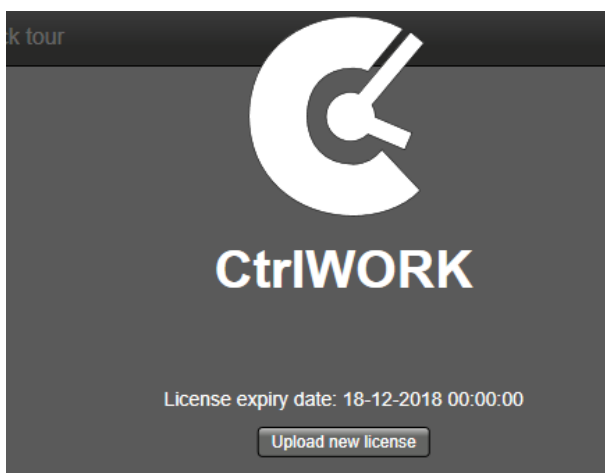 k tour
CtrlWORK
License expiry date: 18-12-2018 00:00:00
Upload new license